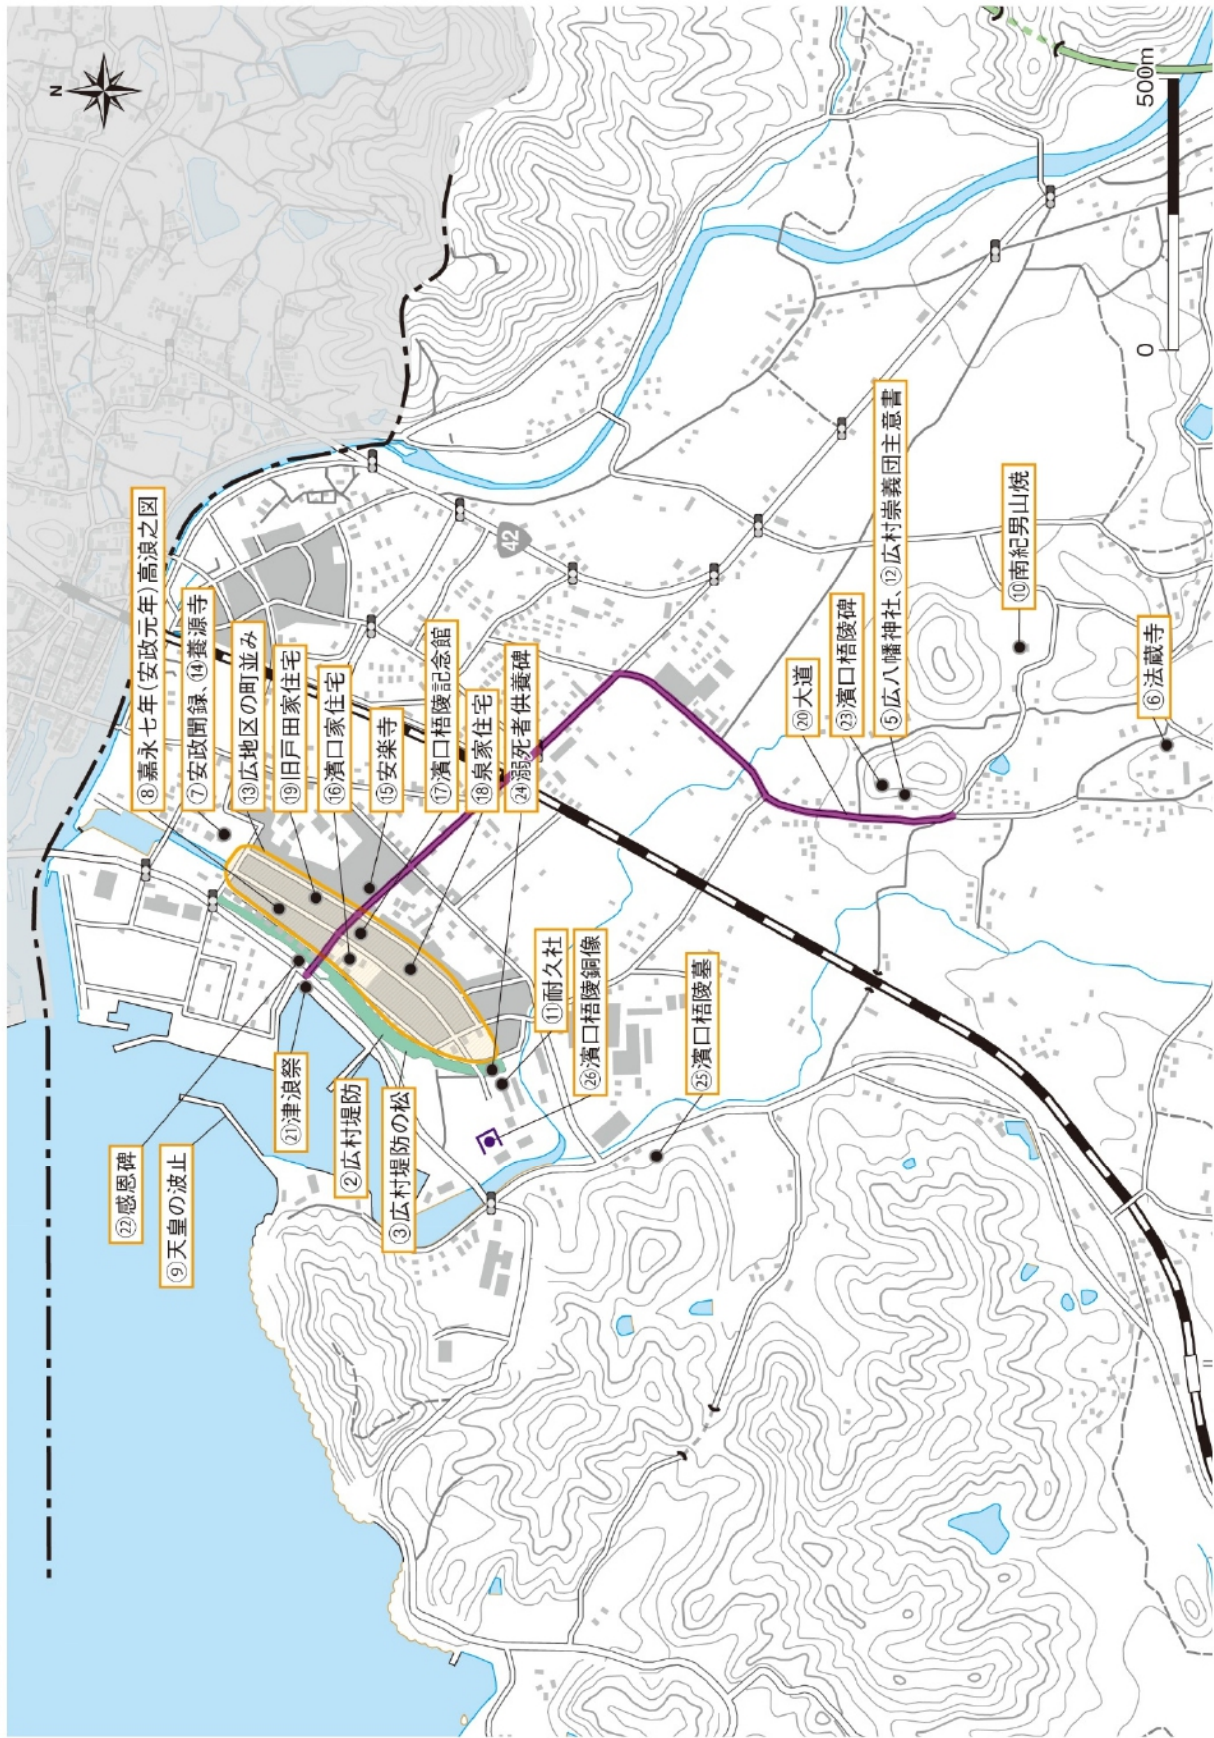 N
500m
0
⑧嘉永七年(安政元年)高浪之図
⑦安政聞録、⑭養源寺
⑬広地区の町並み
⑲旧戸田家住宅
⑯濱口家住宅
⑮安楽寺
⑰濱口梧陵記念館
⑱泉家住宅
㉔溺死者供養碑
42
⑳大道
㉓濱口梧陵碑
⑤広八幡神社、⑫広村崇義団主意書
⑩南紀男山焼
⑥法蔵寺
⑪耐久社
㉖濱口梧陵銅像
㉕濱口梧陵墓
㉒感恩碑
⑨天皇の波止
㉑津浪祭
②広村堤防
③広村堤防の松